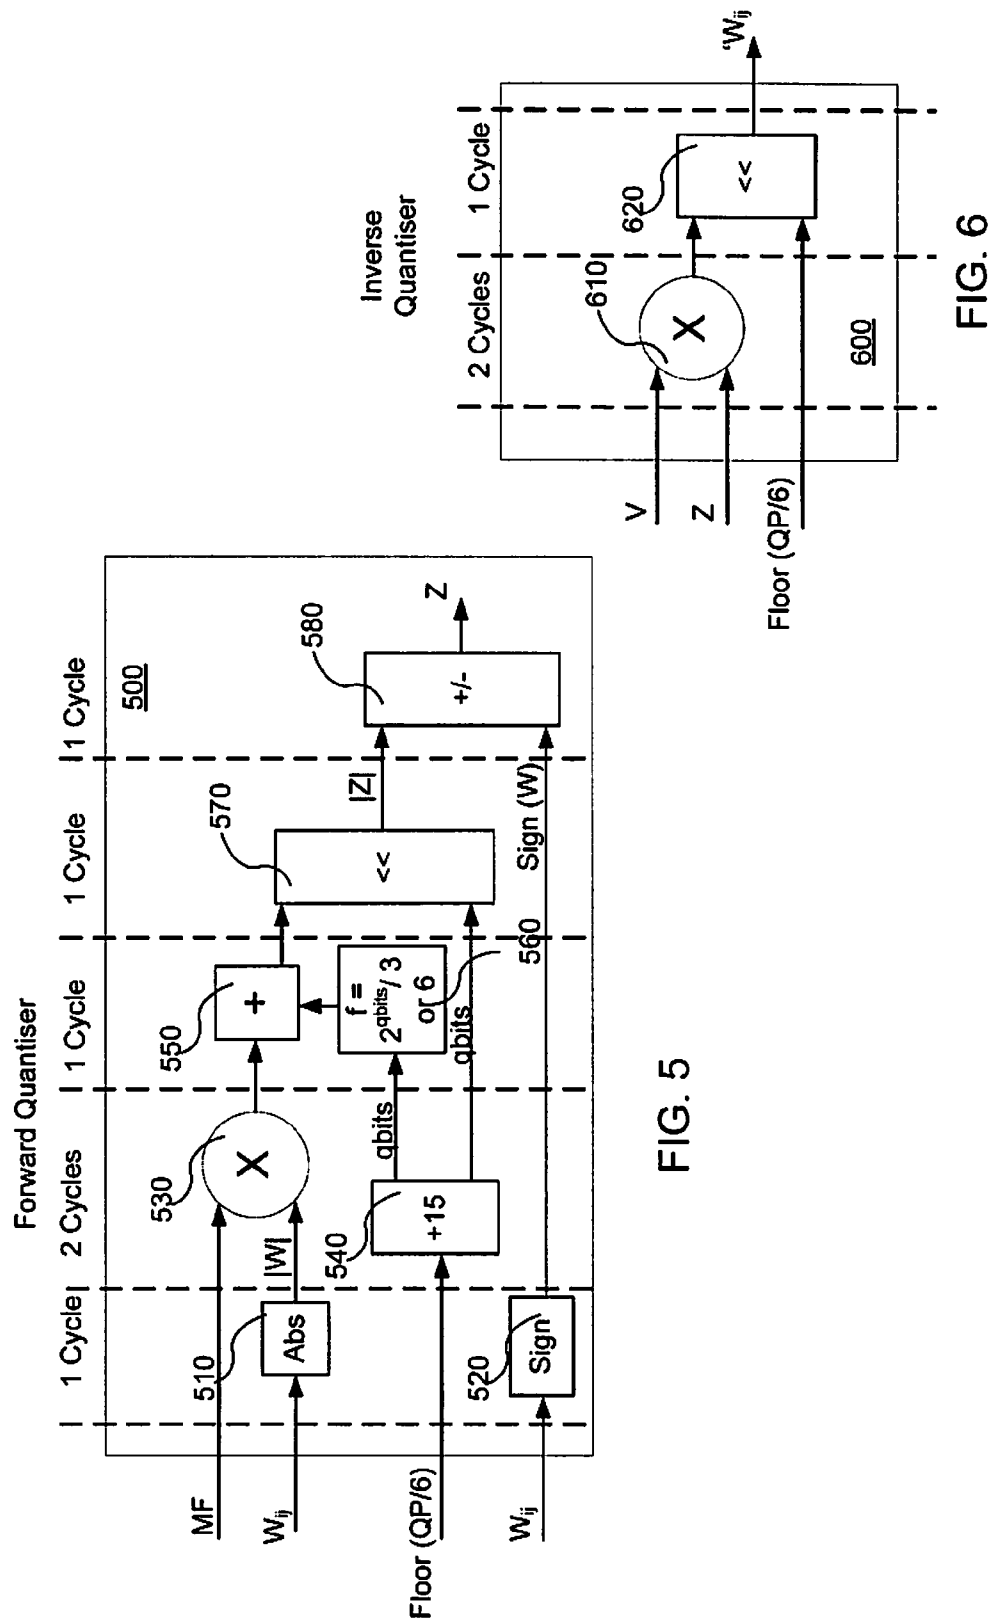 Forward Quantiser
1 Cycle
2 Cycles
1 Cycle
1 Cycle
1 Cycle
500
MF
Wij
Floor (QP/6)
Wij
510
Abs
|W|
520
Sign
530
X
540
+15
qbits
qbits
550
+
f =
2^qbits / 3
or 6
560
570
<<
|Z|
Sign (W)
580
+/-
Z
FIG. 5
Inverse
Quantiser
2 Cycles
1 Cycle
V
Z
Floor (QP/6)
610
X
620
<<
'Wij
600
FIG. 6